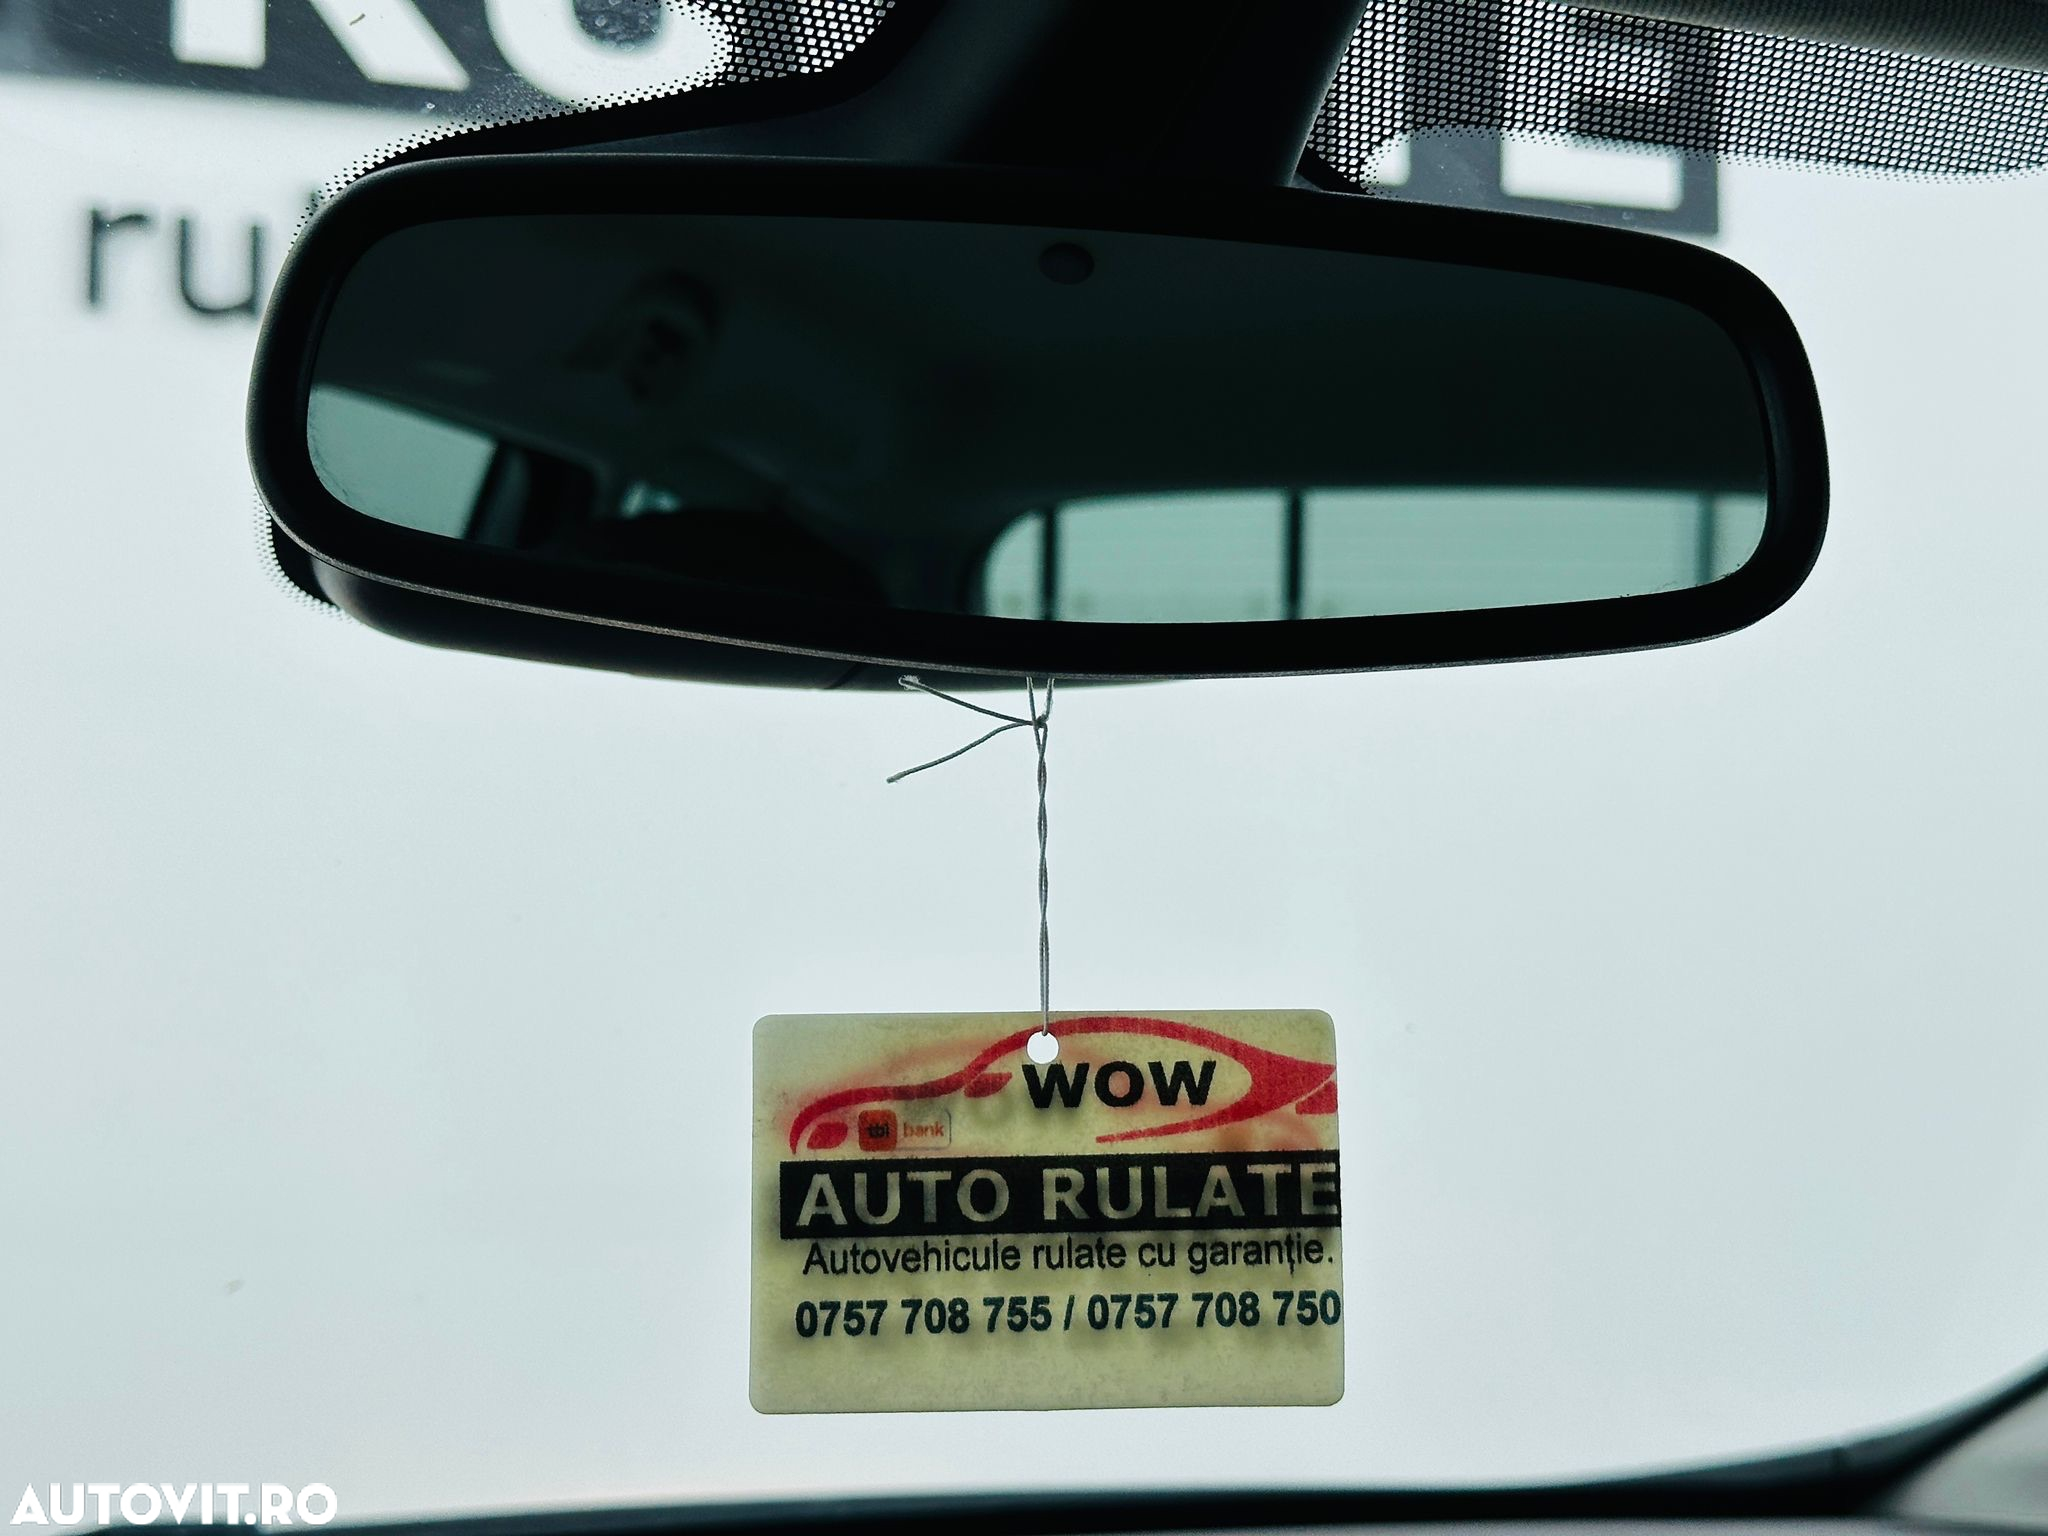 WOW
tbi bank
AUTO RULATE
Autovehicule rulate cu garanție.
0757 708 755 / 0757 708 750
AUTOVIT.RO